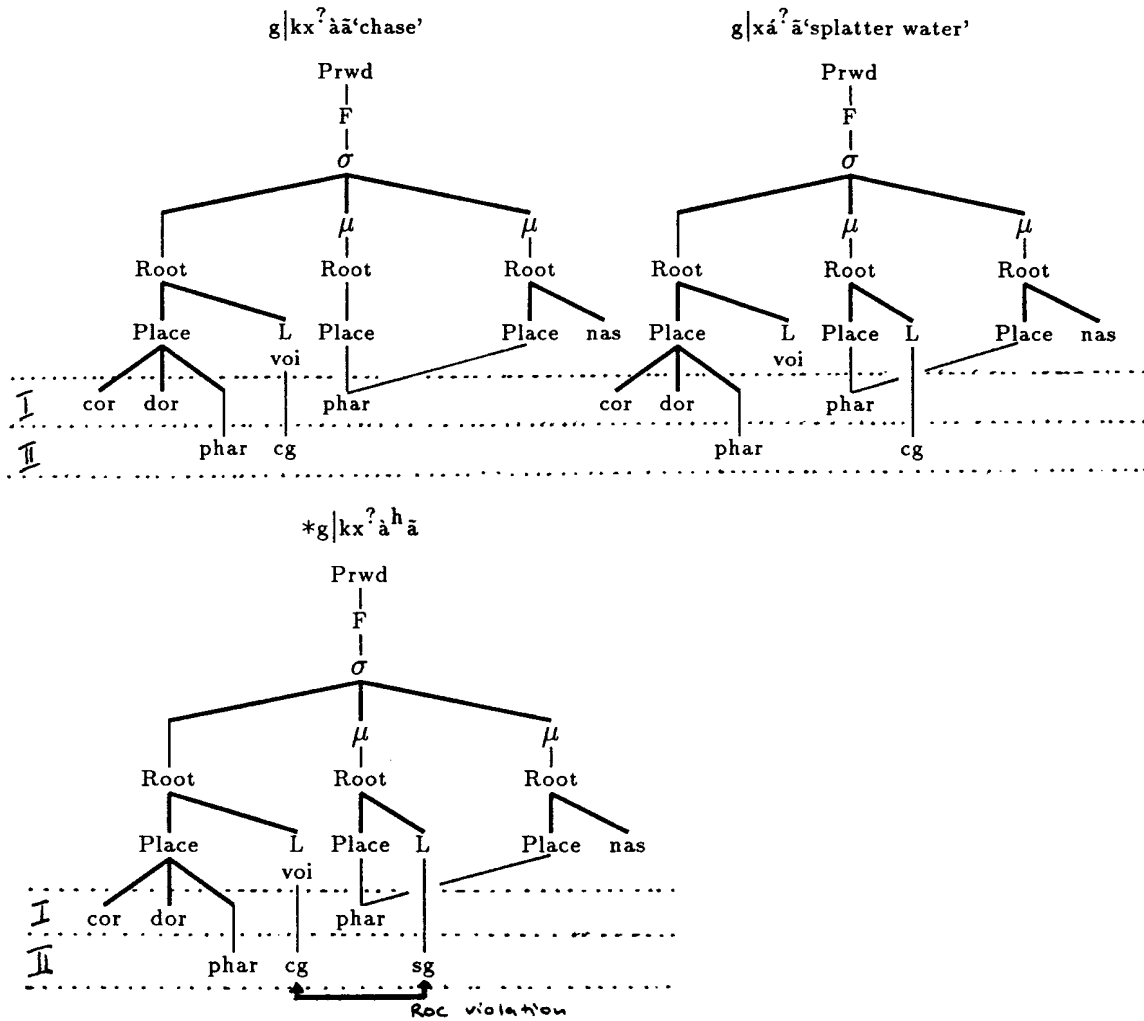 g|kx^ʔ àã‘chase’ g|xá^ʔ ã‘splatter water’
Prwd Prwd
F F
σ σ
μ μ μ μ
Root Root Root Root Root Root
Place L Place Place nas Place L Place L Place nas
voi voi
I cor dor phar cor dor phar
II phar cg phar cg
*g|kx^ʔ à^h ã
Prwd
F
σ
μ μ
Root Root Root
Place L Place L Place nas
voi
I cor dor phar
II phar cg sg
Roc violation